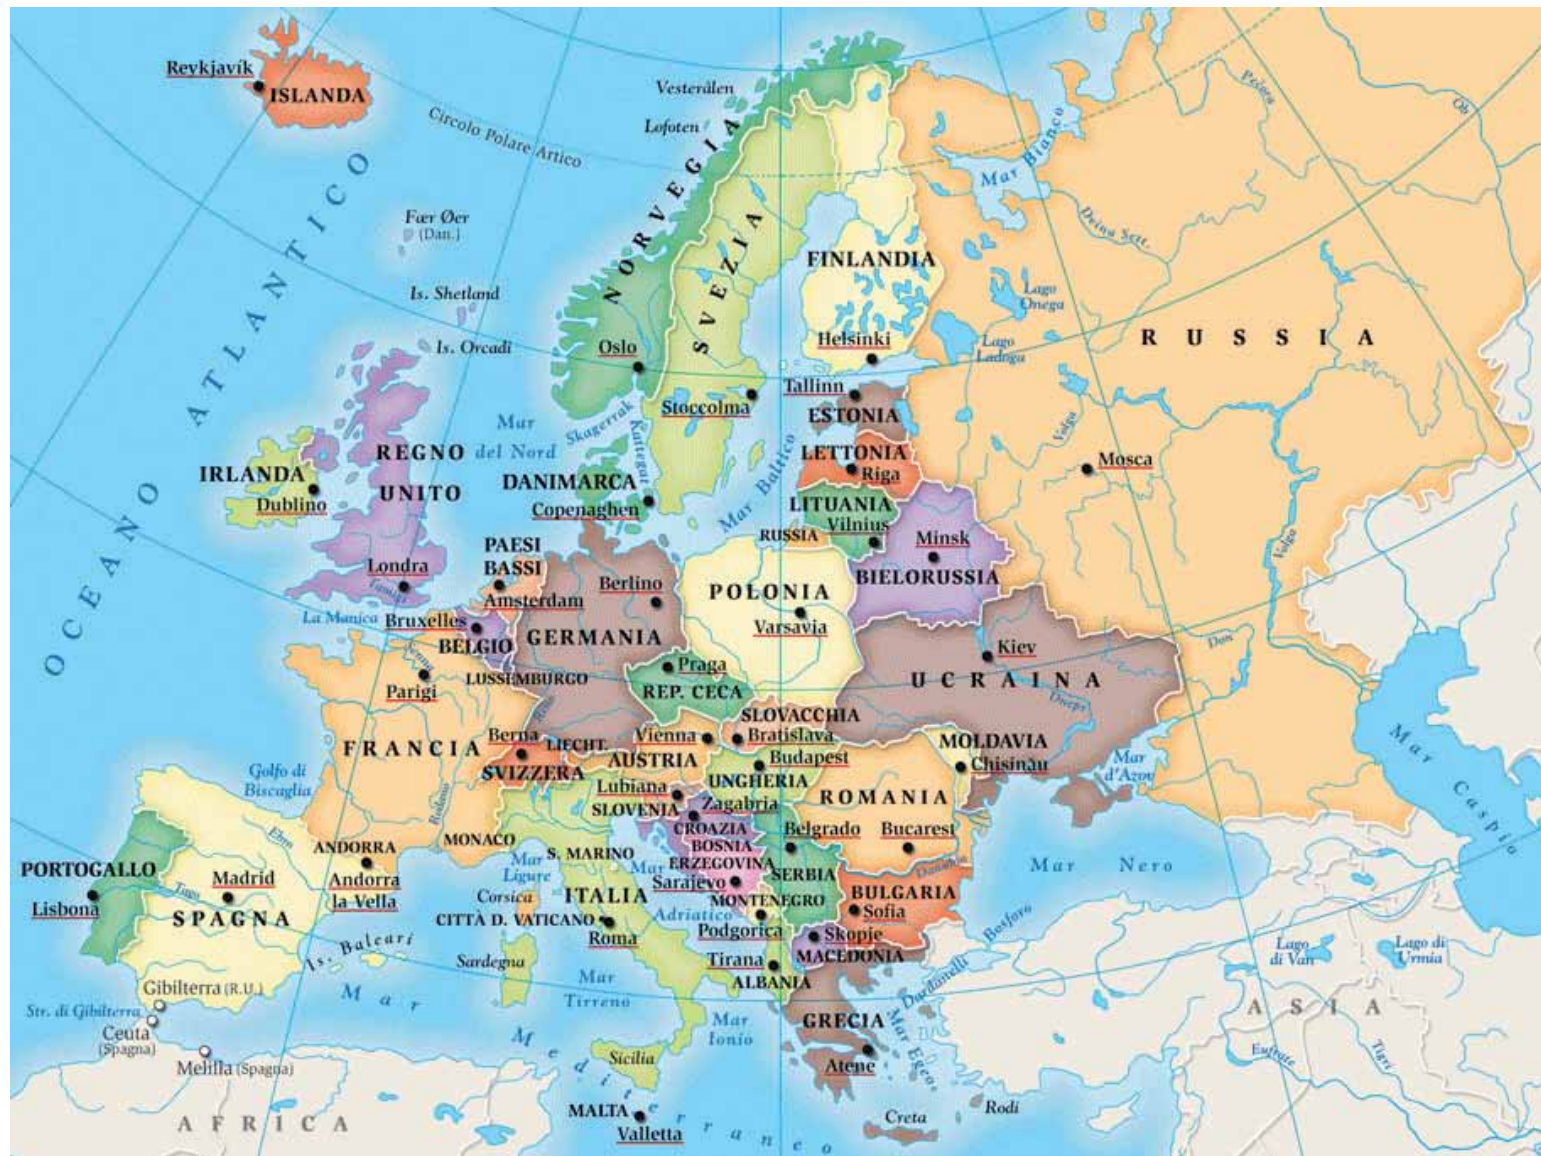 Reykjavík
ISLANDA
Circolo Polare Artico
OCEANO ATLANTICO
Vesterålen
Lofoten
Fær Øer
(Dan.)
Is. Shetland
Is. Orcadi
NORVEGIA
SVEZIA
FINLANDIA
Oslo
Helsinki
Stoccolma
Tallinn
ESTONIA
LETTONIA
Riga
LITUANIA
Vilnius
RUSSIA
Mar Bianco
Pečora
Ob
Dvina Sett.
Lago
Onega
Lago
Ladoga
RUSSIA
Volga
Mosca
Volga
Mar
del Nord
Skagerrak
Kattegat
Mar Baltico
IRLANDA
Dublino
REGNO
UNITO
Londra
Tamigi
La Manica
DANIMARCA
Copenaghen
PAESI
BASSI
Amsterdam
Bruxelles
BELGIO
LUSSEMBURGO
GERMANIA
Berlino
POLONIA
Varsavia
Minsk
BIELORUSSIA
Kiev
UCRAINA
Dnepr
Don
Praga
REP. CECA
SLOVACCHIA
Bratislava
Vienna
AUSTRIA
Budapest
UNGHERIA
MOLDAVIA
Chisinau
ROMANIA
Bucarest
Danubio
Senna
Parigi
FRANCIA
Reno
Berna
LIECHT.
SVIZZERA
Rodano
MONACO
Golfo di
Biscaglia
Lubiana
SLOVENIA
Zagabria
CROAZIA
BOSNIA
ERZEGOVINA
Sarajevo
Belgrado
SERBIA
MONTENEGRO
Podgorica
BULGARIA
Sofia
Skopje
MACEDONIA
Tirana
ALBANIA
GRECIA
Atene
Creta
Rodi
Mar Egeo
Dardanelli
Bosforo
Mar Nero
Mar
d'Azov
Mar Caspio
PORTOGALLO
Lisbona
Madrid
SPAGNA
Ebro
Tago
ANDORRA
Andorra
la Vella
Is. Baleari
Gibilterra (R.U.)
Str. di Gibilterra
Ceuta
(Spagna)
Melilla (Spagna)
AFRICA
Mar
Ligure
S. MARINO
Corsica
ITALIA
CITTÀ D. VATICANO
Roma
Mar
Adriatico
Sardegna
Mar
Tirreno
Mar
Ionio
Sicilia
MALTA
Valletta
Mar Mediterraneo
Lago
di Van
Lago di
Urmia
ASIA
Eufrate
Tigri